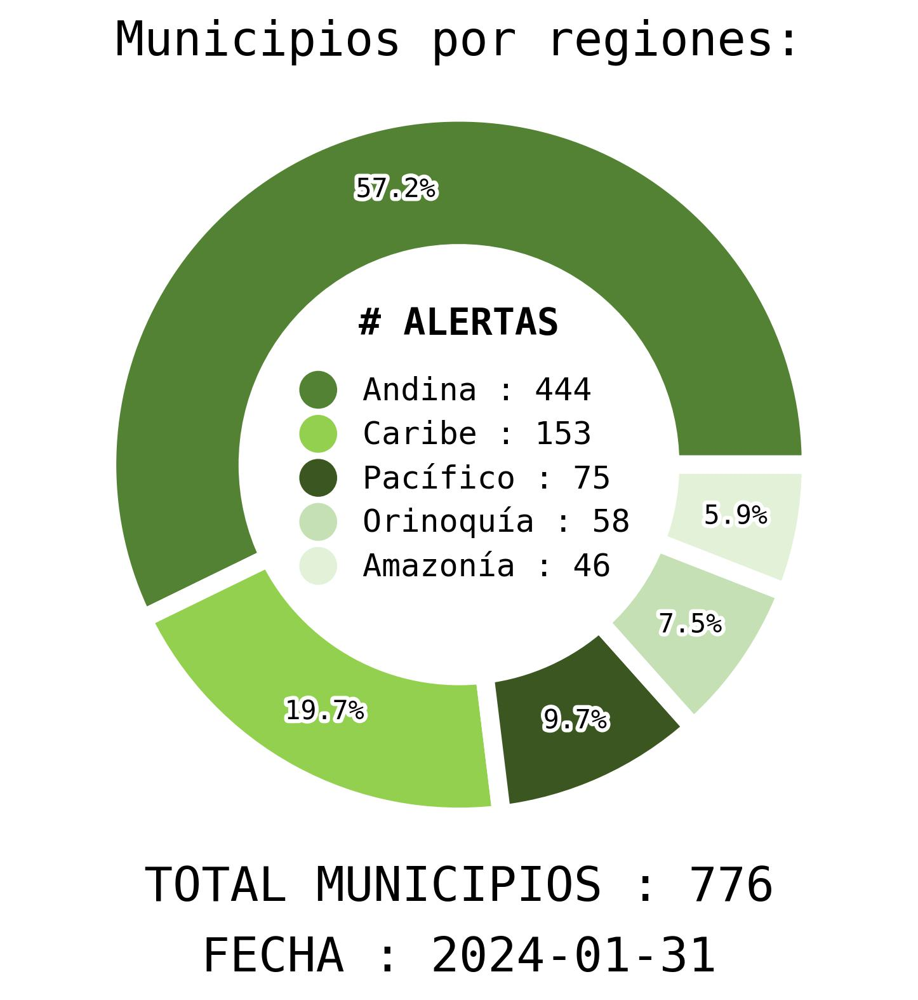 Municipios por regiones:
57.2%
# ALERTAS
Andina : 444
Caribe : 153
Pacífico : 75
Orinoquía : 58
Amazonía : 46
5.9%
7.5%
19.7%
9.7%
TOTAL MUNICIPIOS : 776
FECHA : 2024-01-31